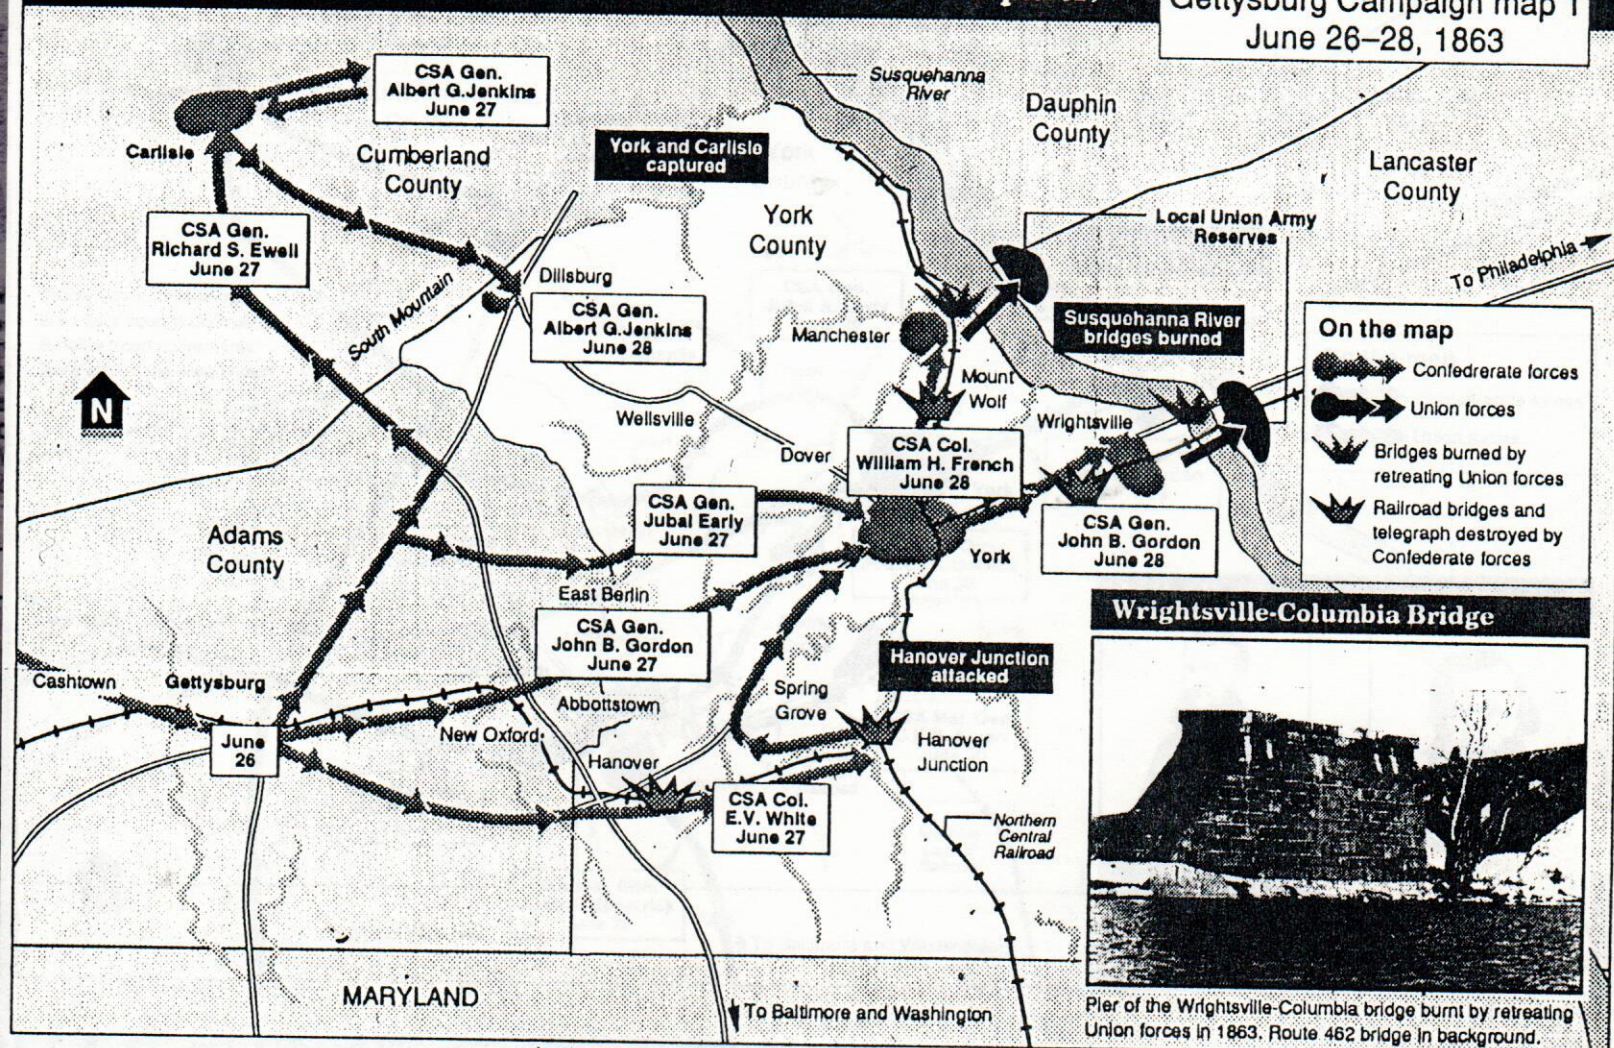 Gettysburg Campaign map 1
June 26–28, 1863
CSA Gen.
Albert G.Jenkins
June 27
Carlisle
Cumberland
County
York and Carlisle
captured
Susquehanna
River
Dauphin
County
Lancaster
County
York
County
Local Union Army
Reserves
To Philadelphia
CSA Gen.
Richard S. Ewell
June 27
South Mountain
Dillsburg
CSA Gen.
Albert G.Jenkins
June 28
Manchester
Susquehanna River
bridges burned
Mount
Wolf
Wrightsville
N
Wellsville
Dover
CSA Col.
William H. French
June 28
CSA Gen.
Jubal Early
June 27
York
CSA Gen.
John B. Gordon
June 28
On the map
Confedrerate forces
Union forces
Bridges burned by
retreating Union forces
Railroad bridges and
telegraph destroyed by
Confederate forces
Adams
County
East Berlin
CSA Gen.
John B. Gordon
June 27
Hanover Junction
attacked
Cashtown
Gettysburg
June
26
Abbottstown
New Oxford
Hanover
Spring
Grove
Hanover
Junction
CSA Col.
E.V. White
June 27
Northern
Central
Railroad
MARYLAND
To Baltimore and Washington
Wrightsville-Columbia Bridge
Pier of the Wrightsville-Columbia bridge burnt by retreating
Union forces in 1863. Route 462 bridge in background.